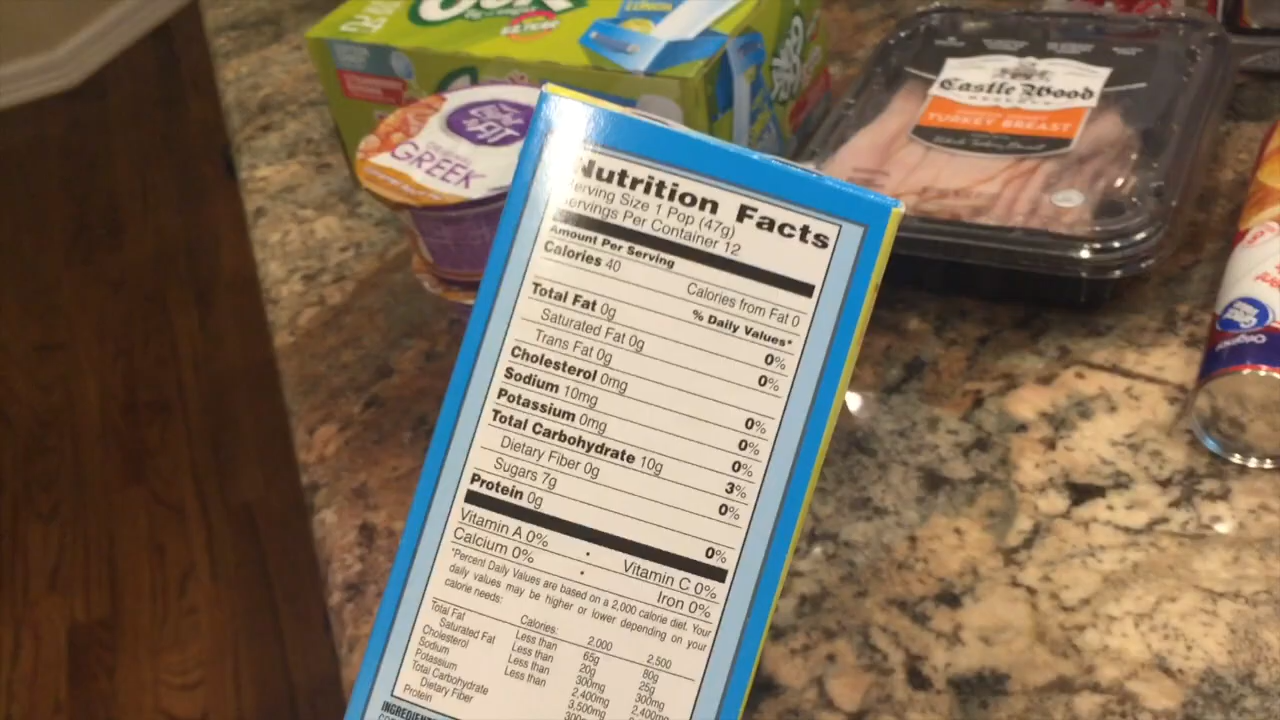 Light
&
FIT
GREEK
Castle Wood
RESERVE
TURKEY BREAST
Nutrition Facts
Serving Size 1 Pop (47g)
Servings Per Container 12
Amount Per Serving
Calories 40
Calories from Fat 0
% Daily Values*
Total Fat 0g 0%
Saturated Fat 0g 0%
Trans Fat 0g
Cholesterol 0mg 0%
Sodium 10mg 0%
Potassium 0mg 0%
Total Carbohydrate 10g 3%
Dietary Fiber 0g 0%
Sugars 7g
Protein 0g 0%
Vitamin A 0% • Vitamin C 0%
Calcium 0% • Iron 0%
*Percent Daily Values are based on a 2,000 calorie diet. Your
daily values may be higher or lower depending on your
calorie needs:
Calories: 2,000 2,500
Total Fat Less than 65g 80g
Saturated Fat Less than 20g 25g
Cholesterol Less than 300mg 300mg
Sodium Less than 2,400mg 2,400mg
Potassium 3,500mg
Total Carbohydrate 300g
Dietary Fiber
Protein
Original